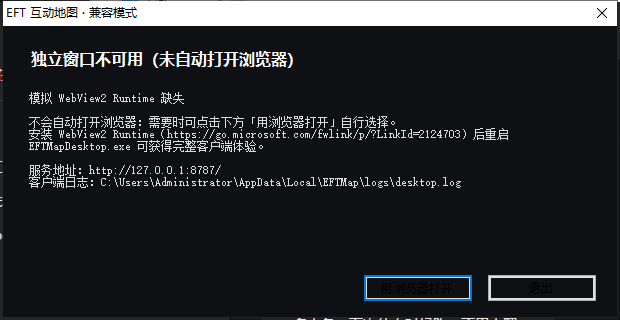 EFT 互动地图 · 兼容模式
独立窗口不可用（未自动打开浏览器）
模拟 WebView2 Runtime 缺失
不会自动打开浏览器：需要时可点击下方「用浏览器打开」自行选择。
安装 WebView2 Runtime (https://go.microsoft.com/fwlink/p/?LinkId=2124703) 后重启
EFTMapDesktop.exe 可获得完整客户端体验。
服务地址：http://127.0.0.1:8787/
客户端日志：C:\Users\Administrator\AppData\Local\EFTMap\logs\desktop.log
用浏览器打开
退出